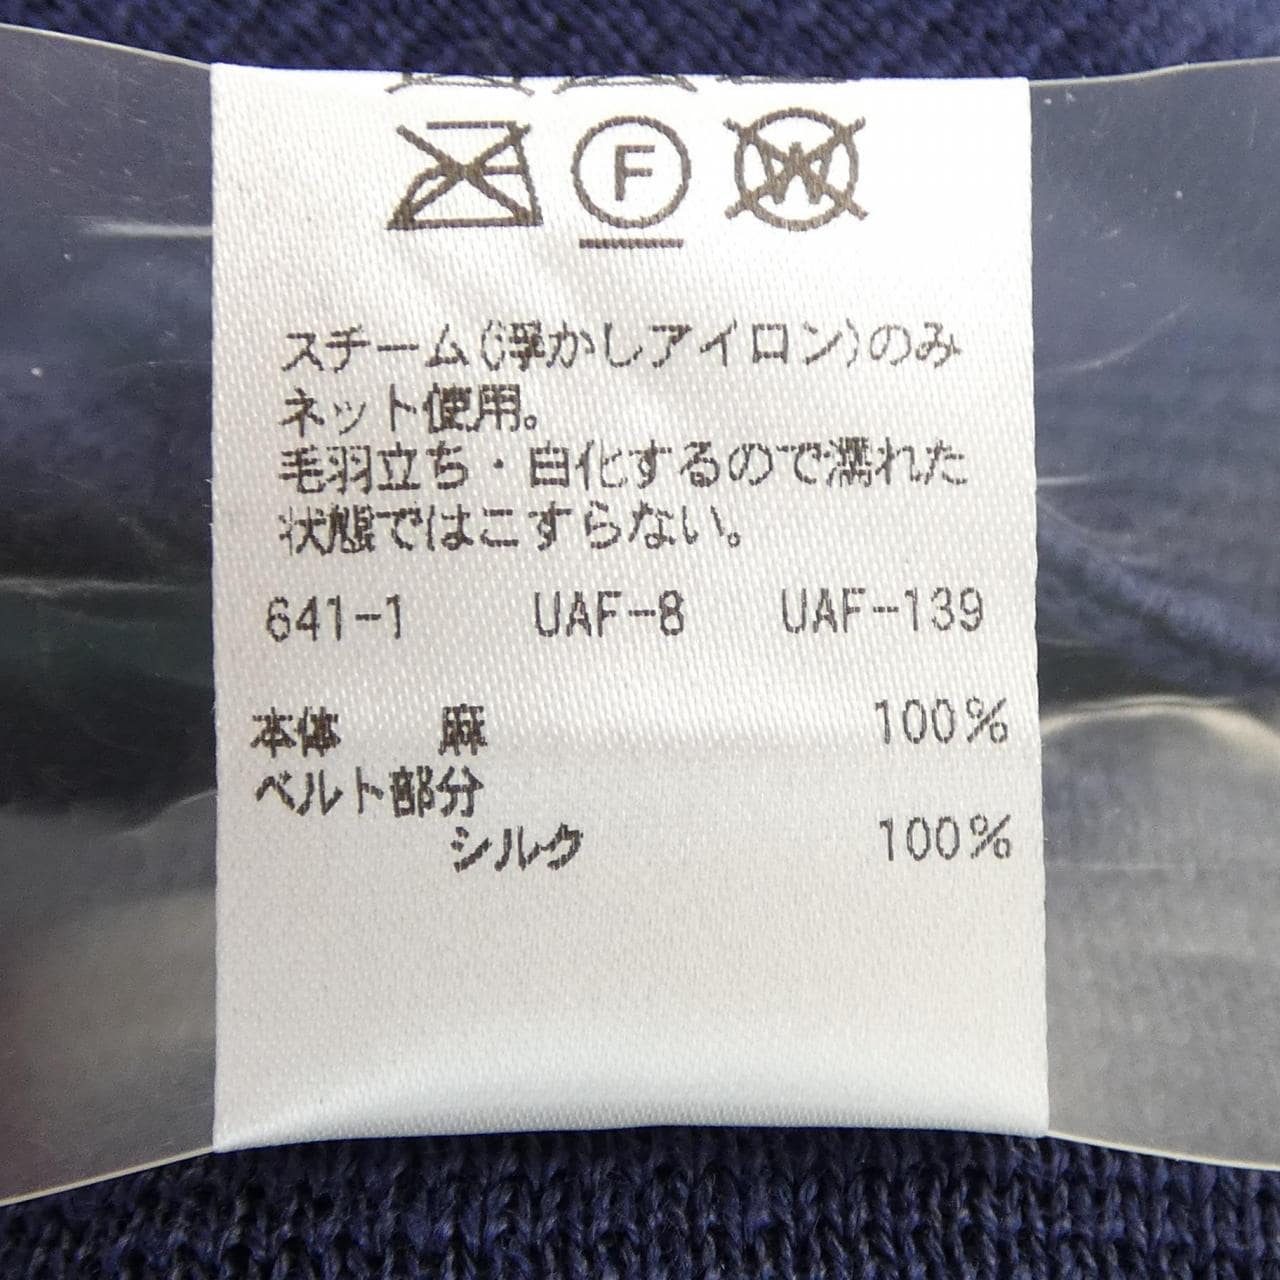 F W
スチーム(浮かしアイロン)のみ
ネット使用。
毛羽立ち・白化するので濡れた
状態ではこすらない。
641-1 UAF-8 UAF-139
本体 麻 100%
ベルト部分
シルク 100%